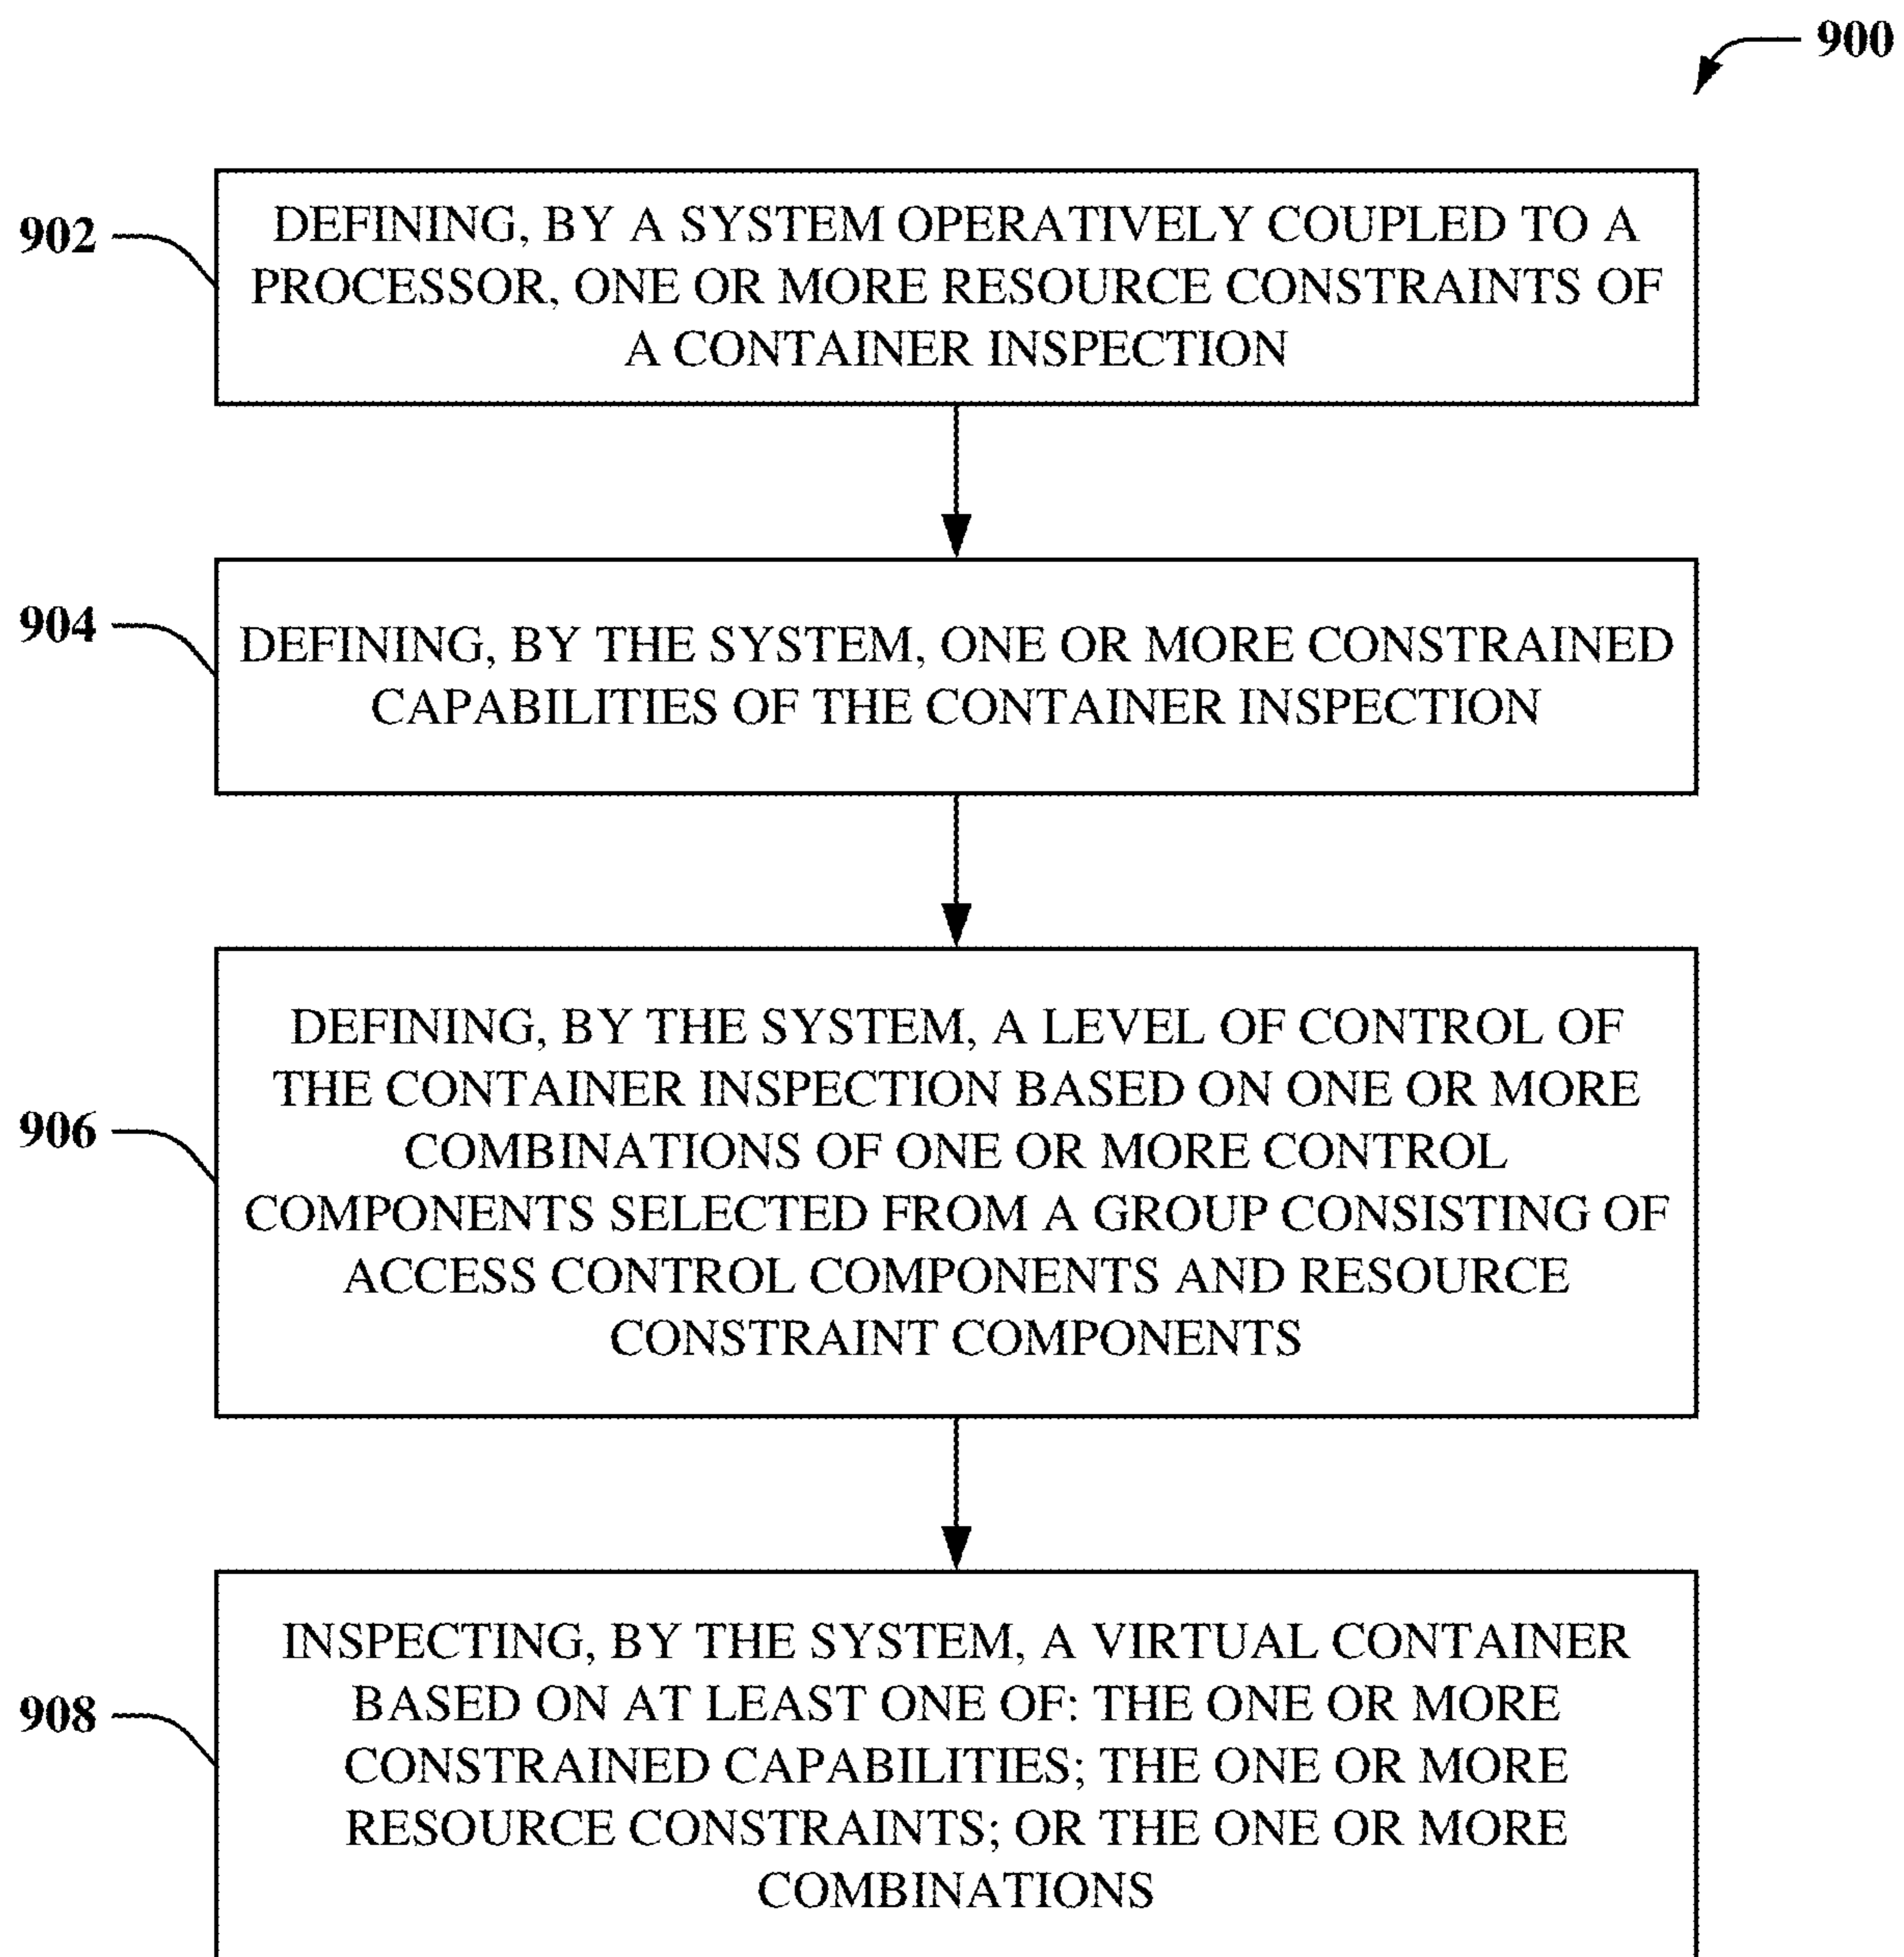 900
902
DEFINING, BY A SYSTEM OPERATIVELY COUPLED TO A
PROCESSOR, ONE OR MORE RESOURCE CONSTRAINTS OF
A CONTAINER INSPECTION
904
DEFINING, BY THE SYSTEM, ONE OR MORE CONSTRAINED
CAPABILITIES OF THE CONTAINER INSPECTION
906
DEFINING, BY THE SYSTEM, A LEVEL OF CONTROL OF
THE CONTAINER INSPECTION BASED ON ONE OR MORE
COMBINATIONS OF ONE OR MORE CONTROL
COMPONENTS SELECTED FROM A GROUP CONSISTING OF
ACCESS CONTROL COMPONENTS AND RESOURCE
CONSTRAINT COMPONENTS
908
INSPECTING, BY THE SYSTEM, A VIRTUAL CONTAINER
BASED ON AT LEAST ONE OF: THE ONE OR MORE
CONSTRAINED CAPABILITIES; THE ONE OR MORE
RESOURCE CONSTRAINTS; OR THE ONE OR MORE
COMBINATIONS